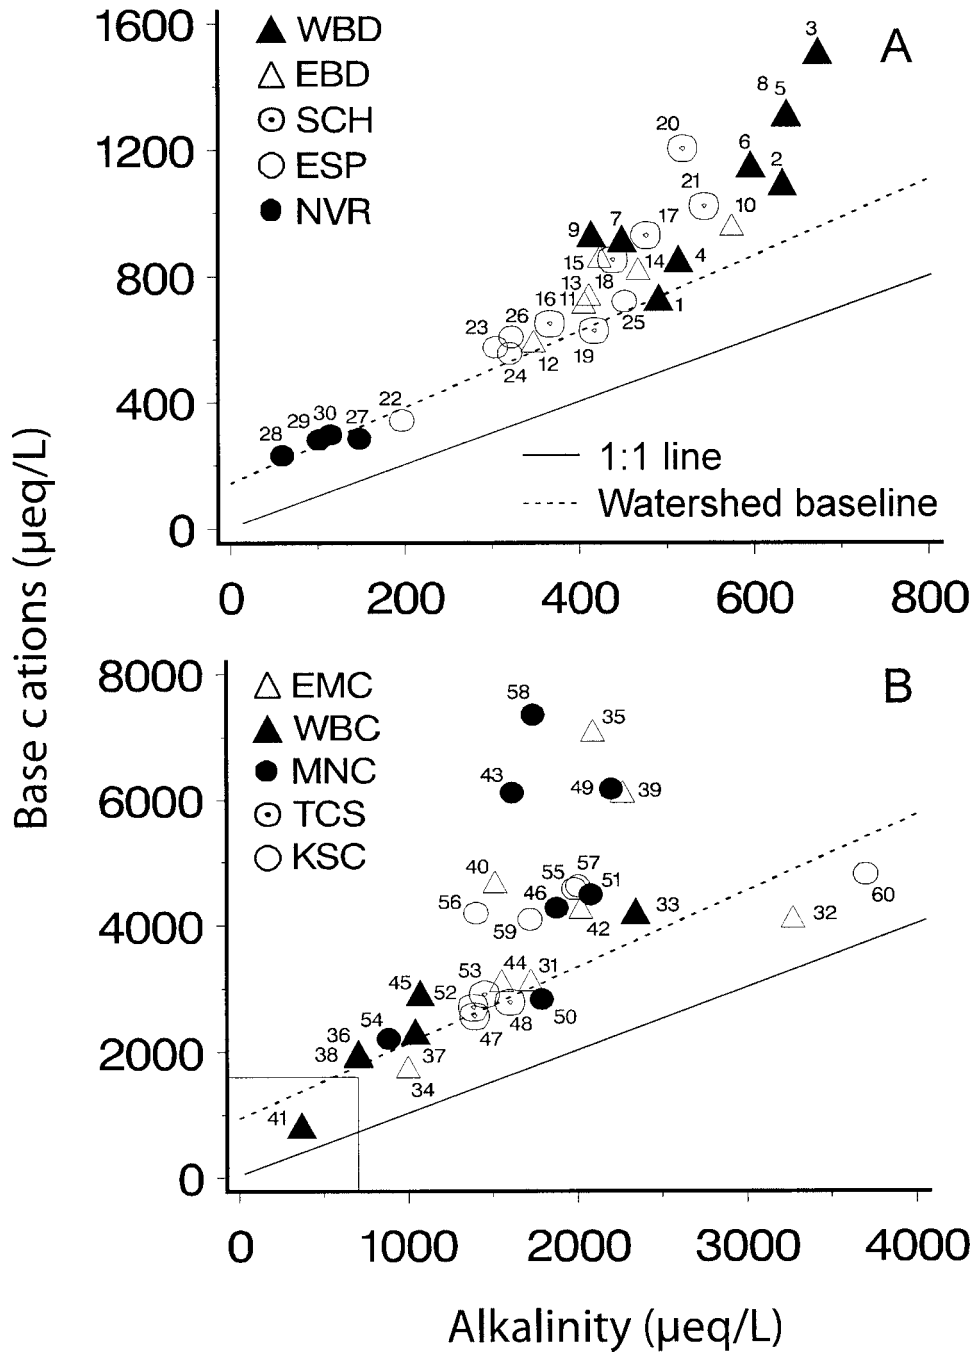 Base cations (µeq/L)
A
1600
1200
800
400
0
WBD
EBD
SCH
ESP
NVR
3
8 5
20
6 2
21
10
9 7 17
15 14 4
13 18
16 11 25 1
23 26
19
24 12
22
28 29 30 27
1:1 line
Watershed baseline
0 200 400 600 800
B
8000
6000
4000
2000
0
EMC
WBC
MNC
TCS
KSC
58 35
43 49 39
40 55 57
56 46 51 33
59 42 32 60
45 52 53 44 31
36 54
38 37 47 48 50
34
41
0 1000 2000 3000 4000
Alkalinity (µeq/L)